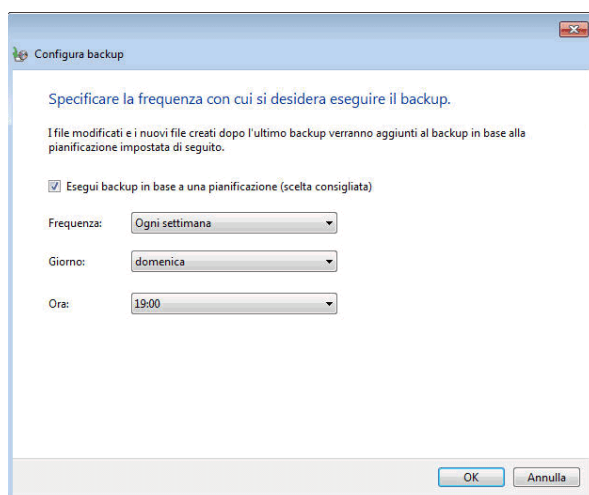 Configura backup
Specificare la frequenza con cui si desidera eseguire il backup.
I file modificati e i nuovi file creati dopo l'ultimo backup verranno aggiunti al backup in base alla
pianificazione impostata di seguito.
Esegui backup in base a una pianificazione (scelta consigliata)
Frequenza: Ogni settimana
Giorno: domenica
Ora: 19:00
OK Annulla